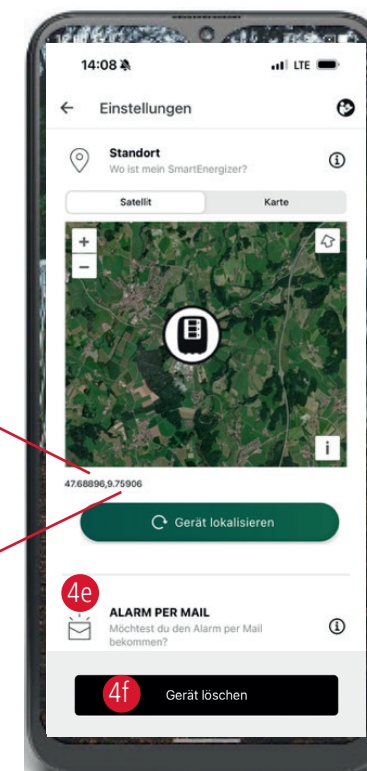 14:08
LTE
Einstellungen
Standort
Wo ist mein SmartEnergizer?
Satellit Karte
+
−
i
47.68896,9.75906
Gerät lokalisieren
4e
ALARM PER MAIL
Möchtest du den Alarm per Mail
bekommen?
4f Gerät löschen